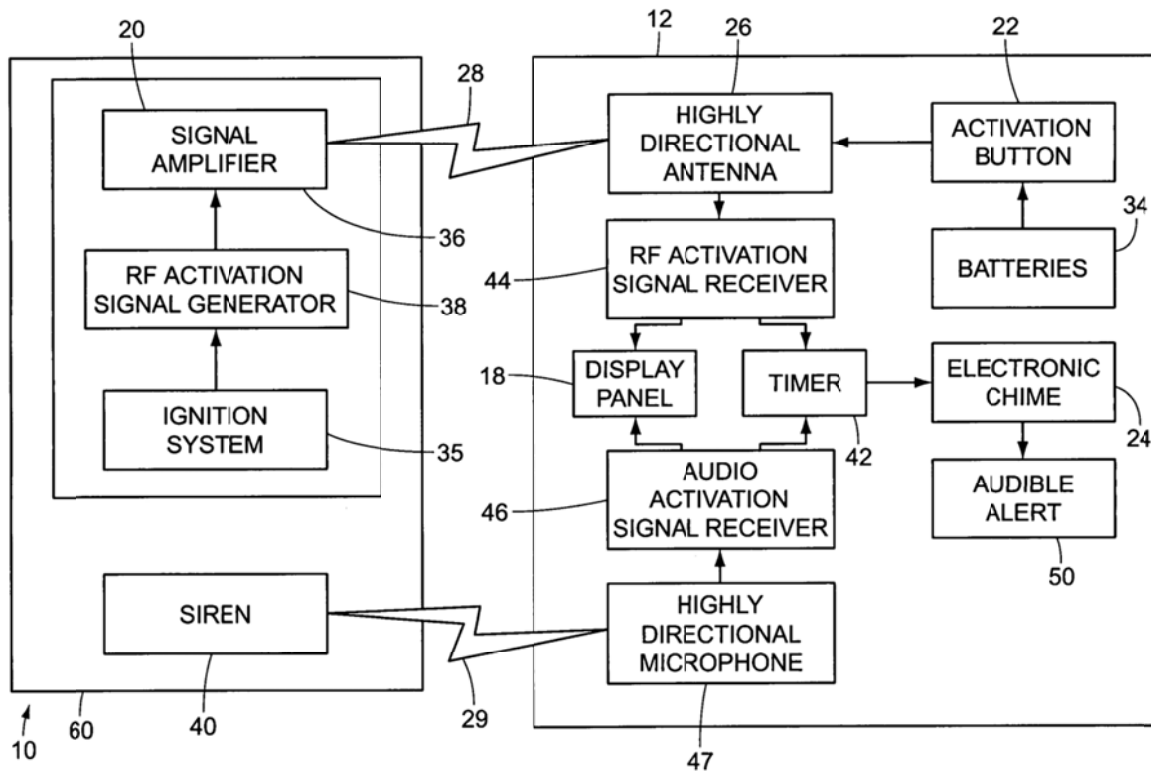 20
12
26
22
28
SIGNAL
AMPLIFIER
HIGHLY
DIRECTIONAL
ANTENNA
ACTIVATION
BUTTON
36
34
RF ACTIVATION
SIGNAL GENERATOR
38
44
RF ACTIVATION
SIGNAL RECEIVER
BATTERIES
18
DISPLAY
PANEL
TIMER
ELECTRONIC
CHIME
IGNITION
SYSTEM
35
42
24
46
AUDIO
ACTIVATION
SIGNAL RECEIVER
AUDIBLE
ALERT
50
SIREN
HIGHLY
DIRECTIONAL
MICROPHONE
10
60
40
29
47